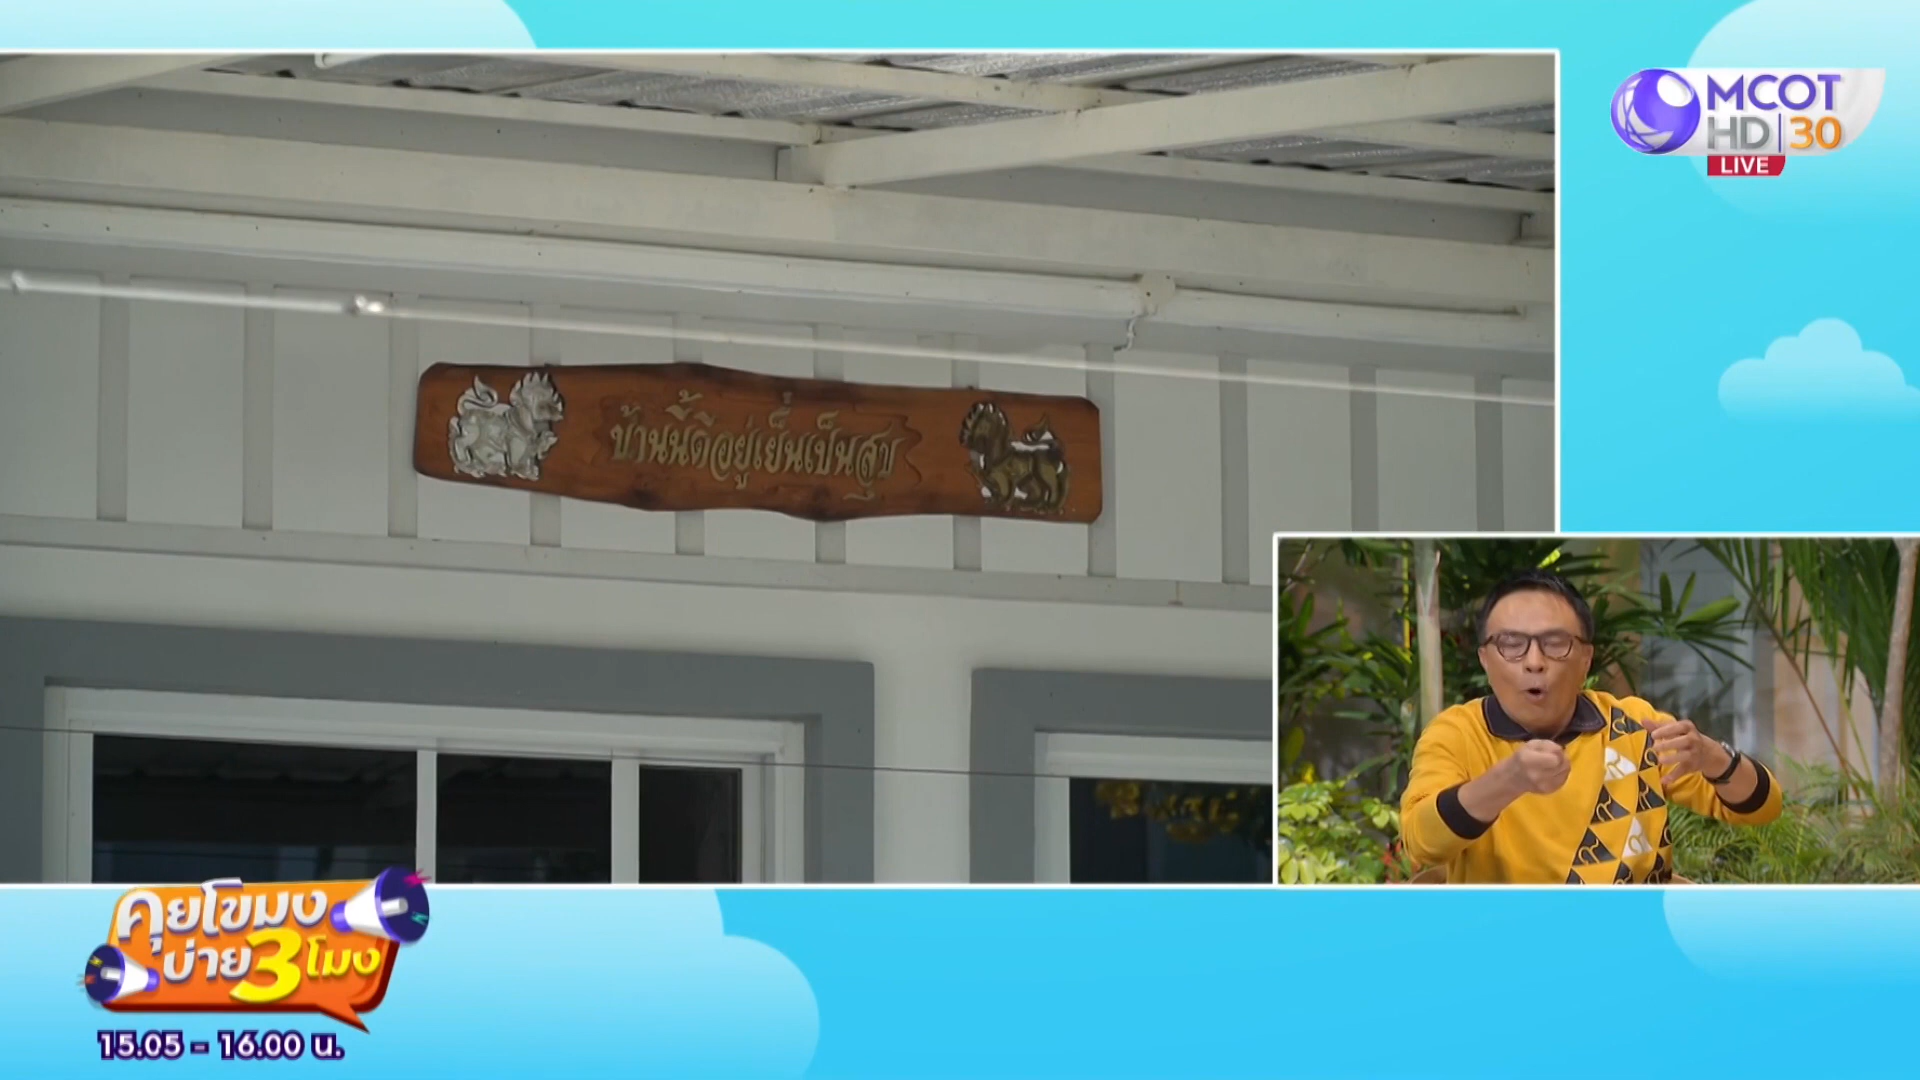 MCOT
HD 30
LIVE
บ้านนี้ดีอยู่เย็นเป็นสุข
คุยโขมง
บ่าย 3 โมง
15.05 - 16.00 น.